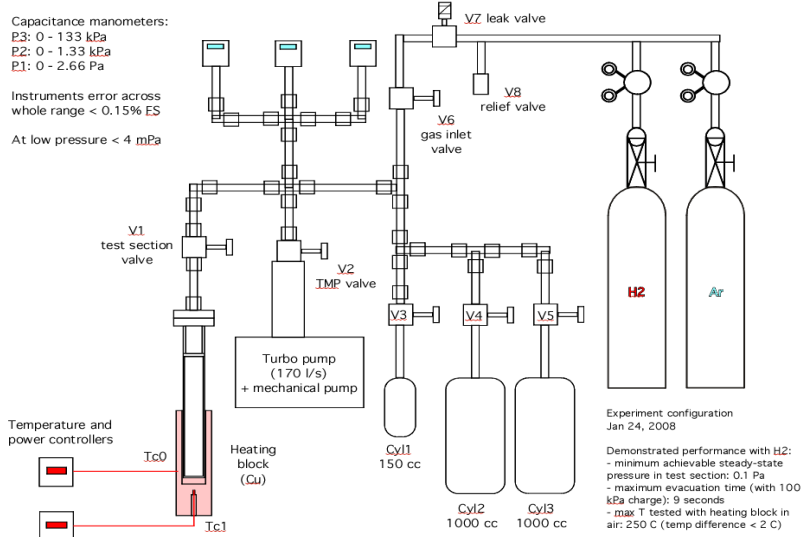 Capacitance manometers:
P3: 0 - 133 kPa
P2: 0 - 1.33 kPa
P1: 0 - 2.66 Pa
Instruments error across
whole range < 0.15% FS
At low pressure < 4 mPa
V7 leak valve
V8
relief valve
V6
gas inlet
valve
V1
test section
valve
V2
TMP valve
V3
V4
V5
H2
Ar
Turbo pump
(170 l/s)
+ mechanical pump
Cyl1
150 cc
Cyl2
1000 cc
Cyl3
1000 cc
Temperature and
power controllers
Tc0
Heating
block
(Cu)
Tc1
Experiment configuration
Jan 24, 2008
Demonstrated performance with H2:
- minimum achievable steady-state
pressure in test section: 0.1 Pa
- maximum evacuation time (with 100
kPa charge): 9 seconds
- max T tested with heating block in
air: 250 C (temp difference < 2 C)